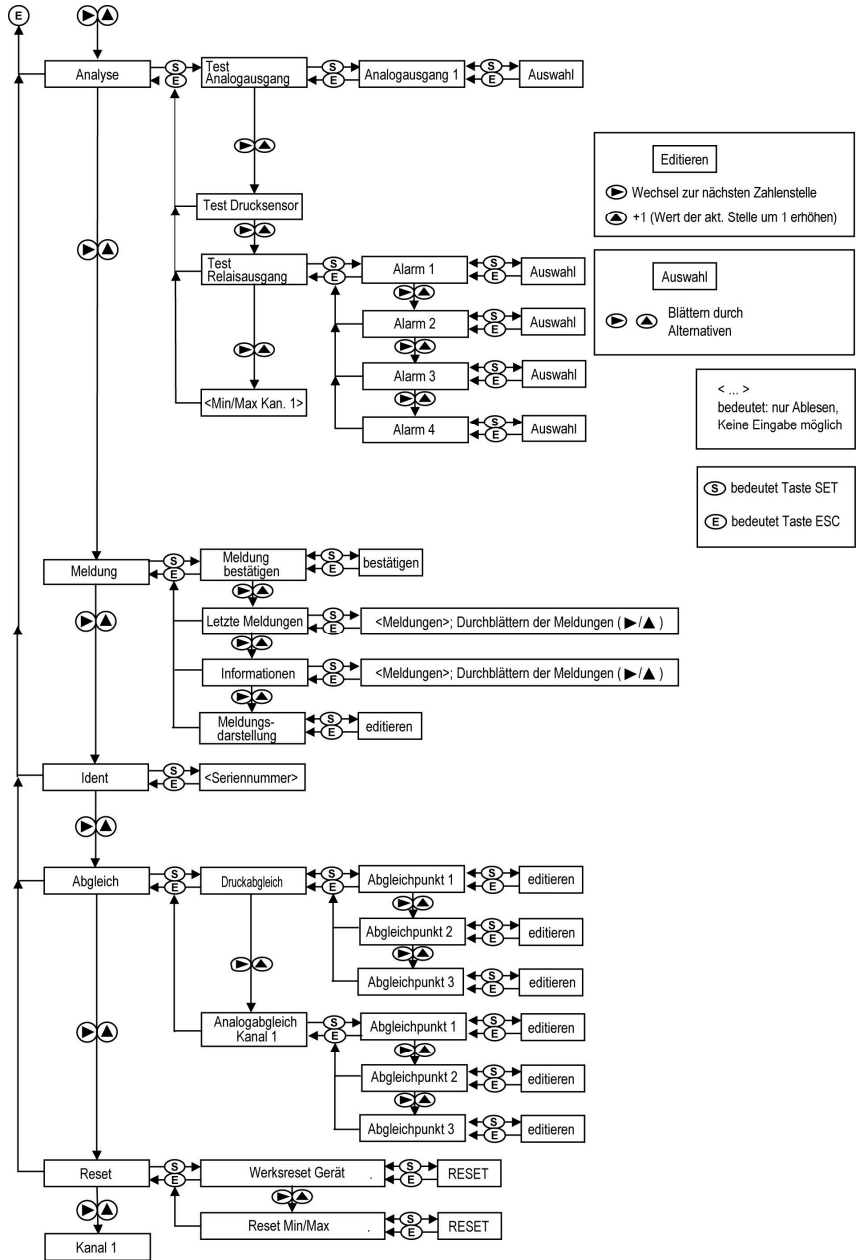 E
Analyse
S
E
Test
Analogausgang
S
E
Analogausgang 1
S
E
Auswahl
Editieren
Wechsel zur nächsten Zahlenstelle
+1 (Wert der akt. Stelle um 1 erhöhen)
Test Drucksensor
Test
Relaisausgang
S
E
Alarm 1
S
E
Auswahl
Auswahl
Blättern durch
Alternativen
Alarm 2
S
E
Auswahl
Alarm 3
S
E
Auswahl
<Min/Max Kan. 1>
Alarm 4
S
E
Auswahl
< ... >
bedeutet: nur Ablesen,
Keine Eingabe möglich
S bedeutet Taste SET
E bedeutet Taste ESC
Meldung
S
E
Meldung
bestätigen
S
E
bestätigen
Letzte Meldungen
S
E
<Meldungen>; Durchblättern der Meldungen ( ▶/▲ )
Informationen
S
E
<Meldungen>; Durchblättern der Meldungen ( ▶/▲ )
Meldungs-
darstellung
S
E
editieren
Ident
S
E
<Seriennummer>
Abgleich
S
E
Druckabgleich
S
E
Abgleichpunkt 1
S
E
editieren
Abgleichpunkt 2
S
E
editieren
Abgleichpunkt 3
S
E
editieren
Analogabgleich
Kanal 1
S
E
Abgleichpunkt 1
S
E
editieren
Abgleichpunkt 2
S
E
editieren
Abgleichpunkt 3
S
E
editieren
Reset
S
E
Werksreset Gerät .
S
E
RESET
Reset Min/Max .
S
E
RESET
Kanal 1